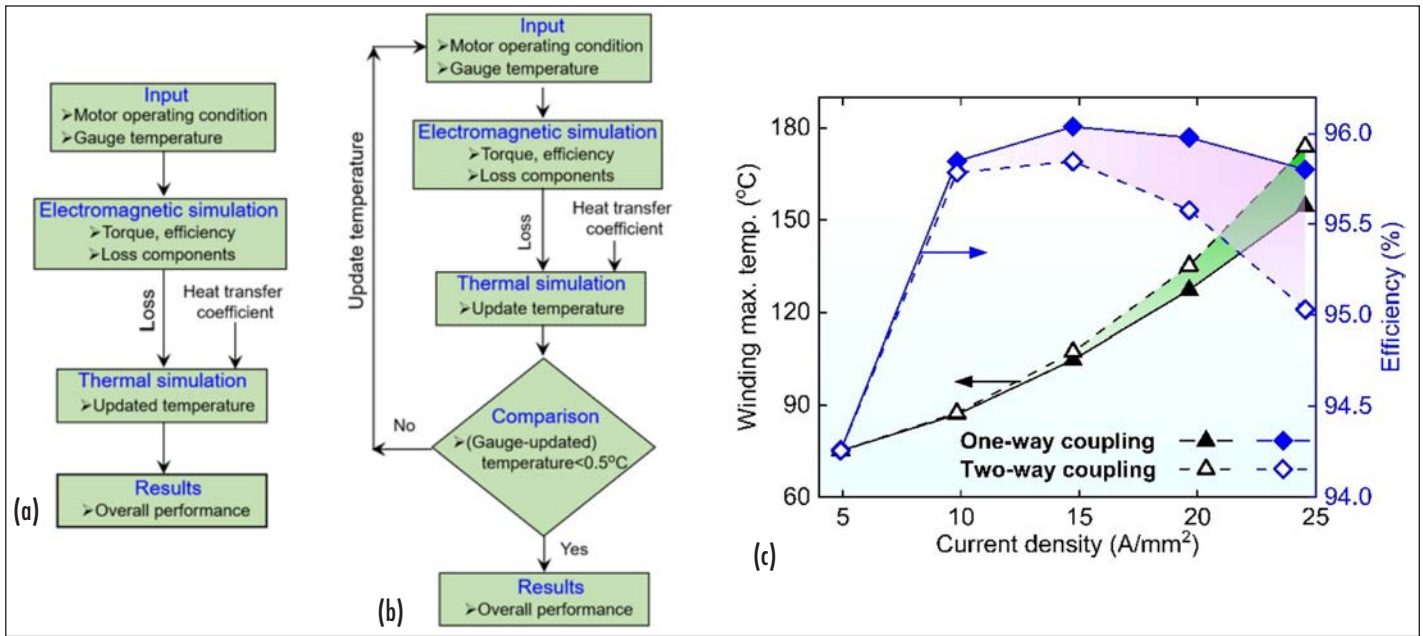 Input
➢Motor operating condition
➢Gauge temperature
Electromagnetic simulation
➢Torque, efficiency
➢Loss components
Loss
Heat transfer
coefficient
Thermal simulation
➢Updated temperature
Results
➢Overall performance
(a)
Input
➢Motor operating condition
➢Gauge temperature
Update temperature
Electromagnetic simulation
➢Torque, efficiency
➢Loss components
Loss
Heat transfer
coefficient
Thermal simulation
➢Update temperature
Comparison
➢(Gauge-updated)
temperature<0.5°C
No
Yes
Results
➢Overall performance
(b)
Winding max. temp. (°C)
180
150
120
90
60
5
10
15
20
25
Current density (A/mm²)
96.0
95.5
95.0
94.5
94.0
Efficiency (%)
One-way coupling
Two-way coupling
(c)